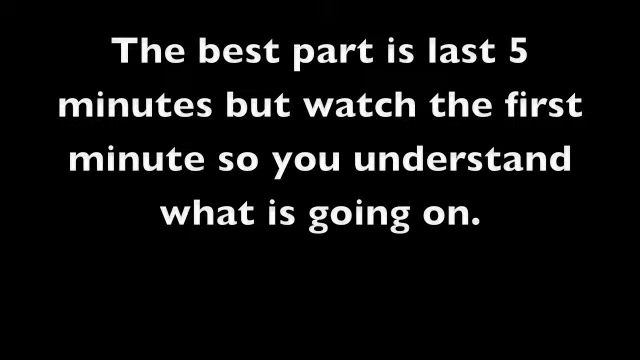 The best part is last 5
minutes but watch the first
minute so you understand
what is going on.